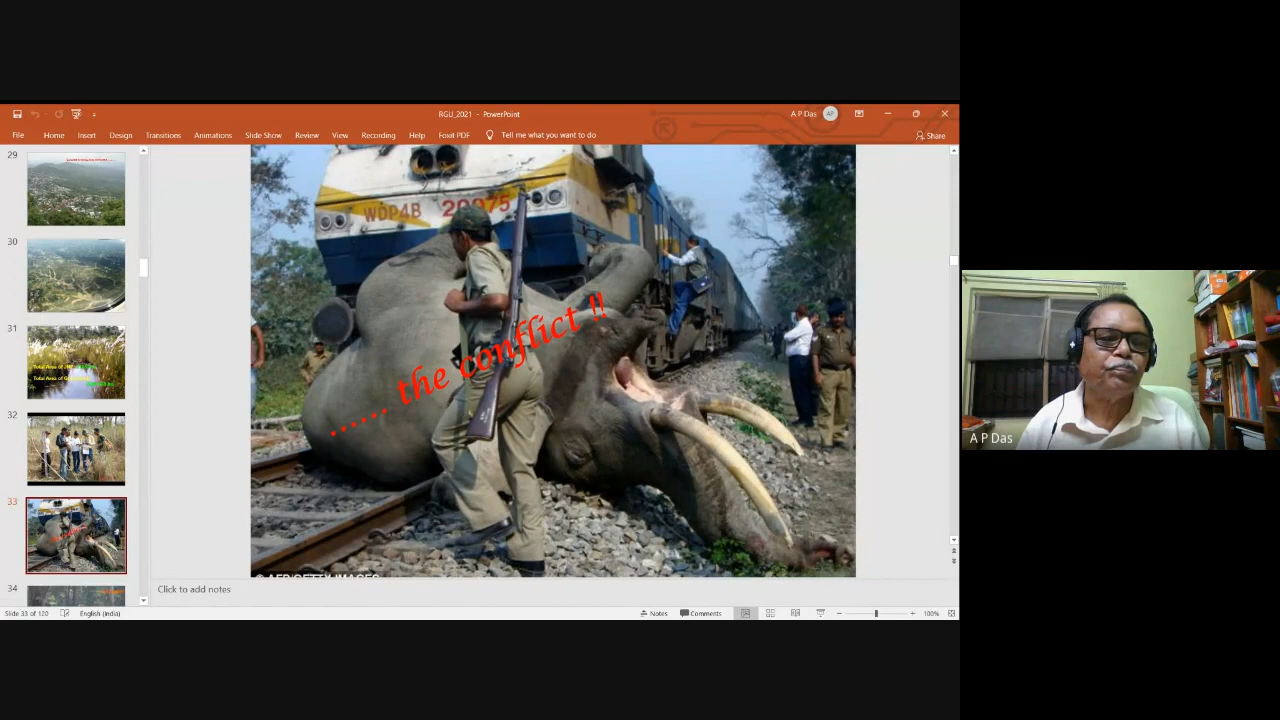 RGU_2021 - PowerPoint
A P Das
AP
File Home Insert Design Transitions Animations Slide Show Review View Recording Help Foxit PDF Tell me what you want to do
Share
29
30
31
32
33
34
WDP4B 20075
...... the conflict !!
Click to add notes
Slide 33 of 120
English (India)
Notes
Comments
100%
A P Das